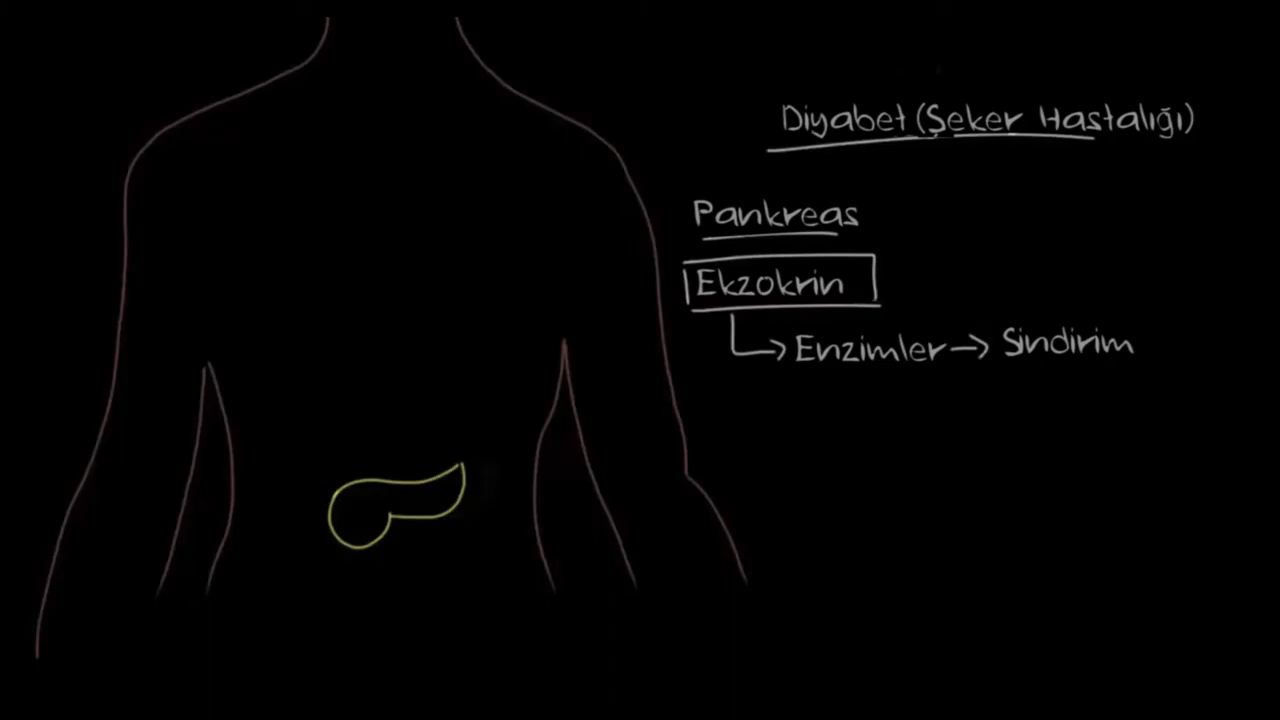 Diyabet (Şeker Hastalığı)
Pankreas
Ekzokrin
→ Enzimler → Sindirim